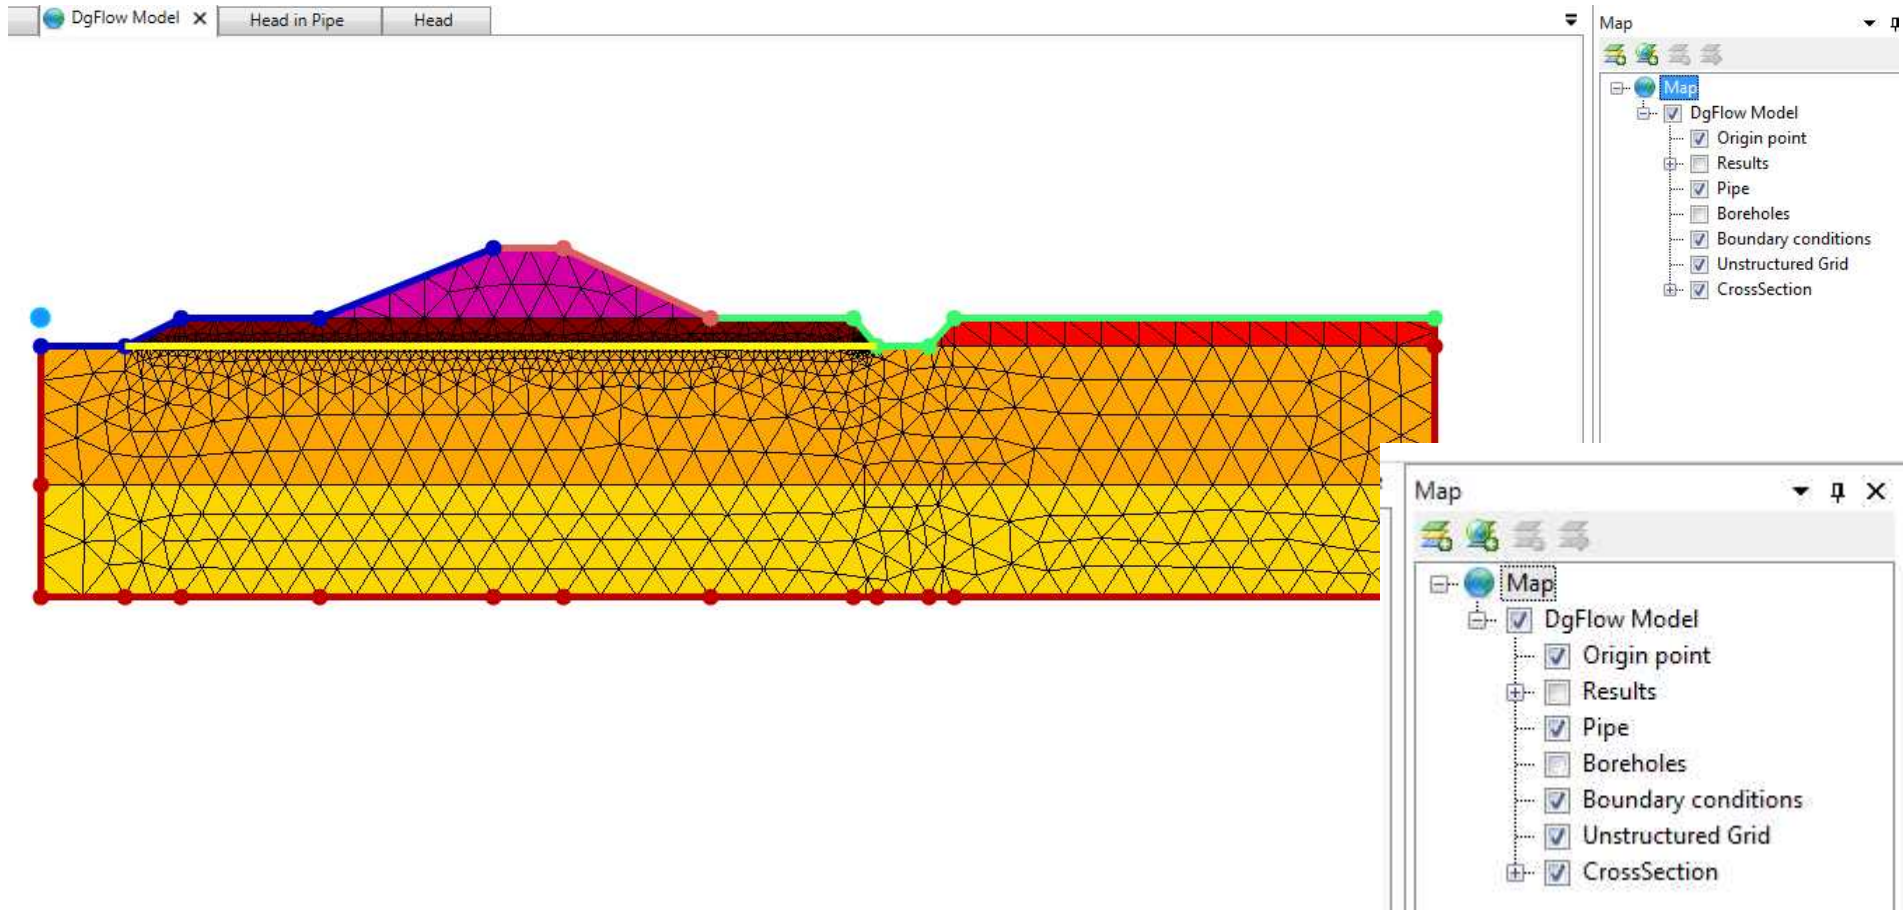 DgFlow Model
Head in Pipe
Head
Map
Map
DgFlow Model
Origin point
Results
Pipe
Boreholes
Boundary conditions
Unstructured Grid
CrossSection
Map
Map
DgFlow Model
Origin point
Results
Pipe
Boreholes
Boundary conditions
Unstructured Grid
CrossSection